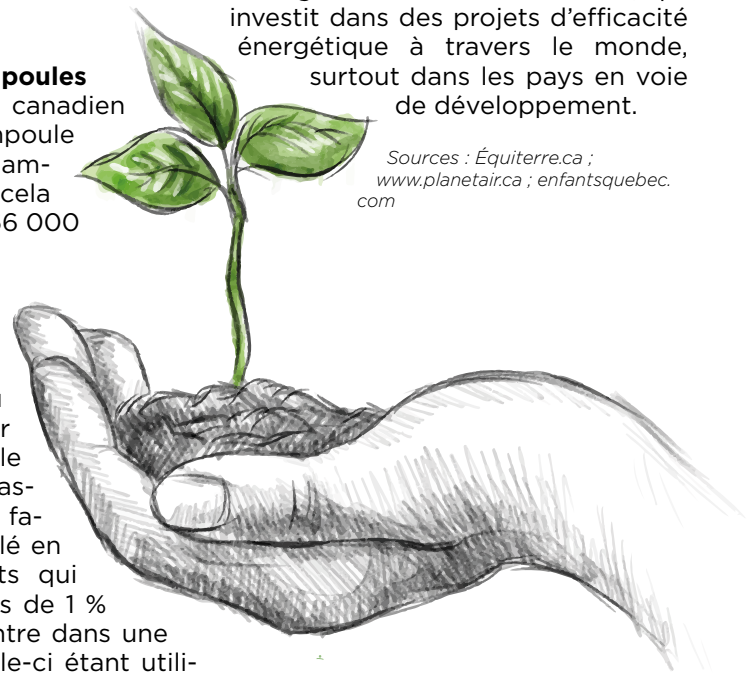 poules
canadien
poule
am-
cela
000
r
le
as-
fa-
lé en
ts qui
s de 1 %
ntre dans une
le-ci étant utili-
investit dans des projets d’efficacité
énergétique à travers le monde,
surtout dans les pays en voie
de développement.
Sources : Équiterre.ca ;
www.planetair.ca ; enfantsquebec.
com